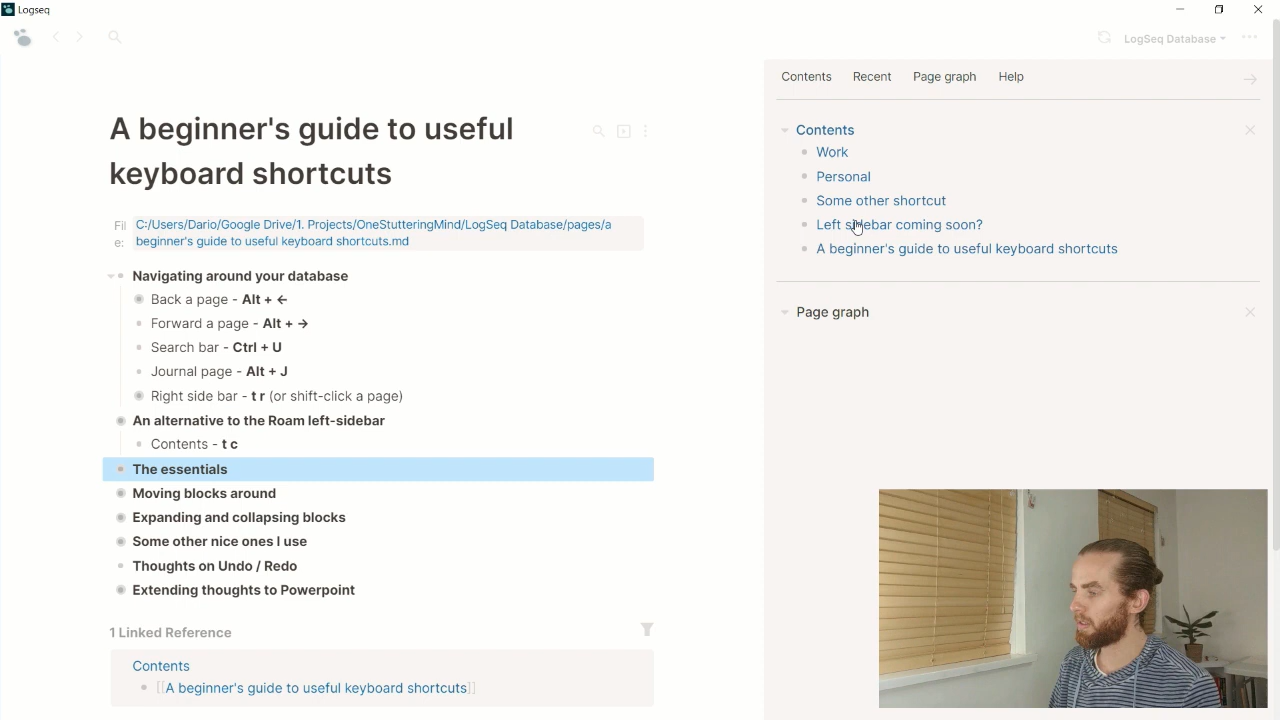 Logseq
LogSeq Database
Contents Recent Page graph Help
A beginner's guide to useful
keyboard shortcuts
Fil
e:
C:/Users/Dario/Google Drive/1. Projects/OneStutteringMind/LogSeq Database/pages/a
beginner's guide to useful keyboard shortcuts.md
Navigating around your database
Back a page - Alt + ←
Forward a page - Alt + →
Search bar - Ctrl + U
Journal page - Alt + J
Right side bar - t r (or shift-click a page)
An alternative to the Roam left-sidebar
Contents - t c
The essentials
Moving blocks around
Expanding and collapsing blocks
Some other nice ones I use
Thoughts on Undo / Redo
Extending thoughts to Powerpoint
1 Linked Reference
Contents
[[A beginner's guide to useful keyboard shortcuts]]
Contents
Work
Personal
Some other shortcut
Left sidebar coming soon?
A beginner's guide to useful keyboard shortcuts
Page graph